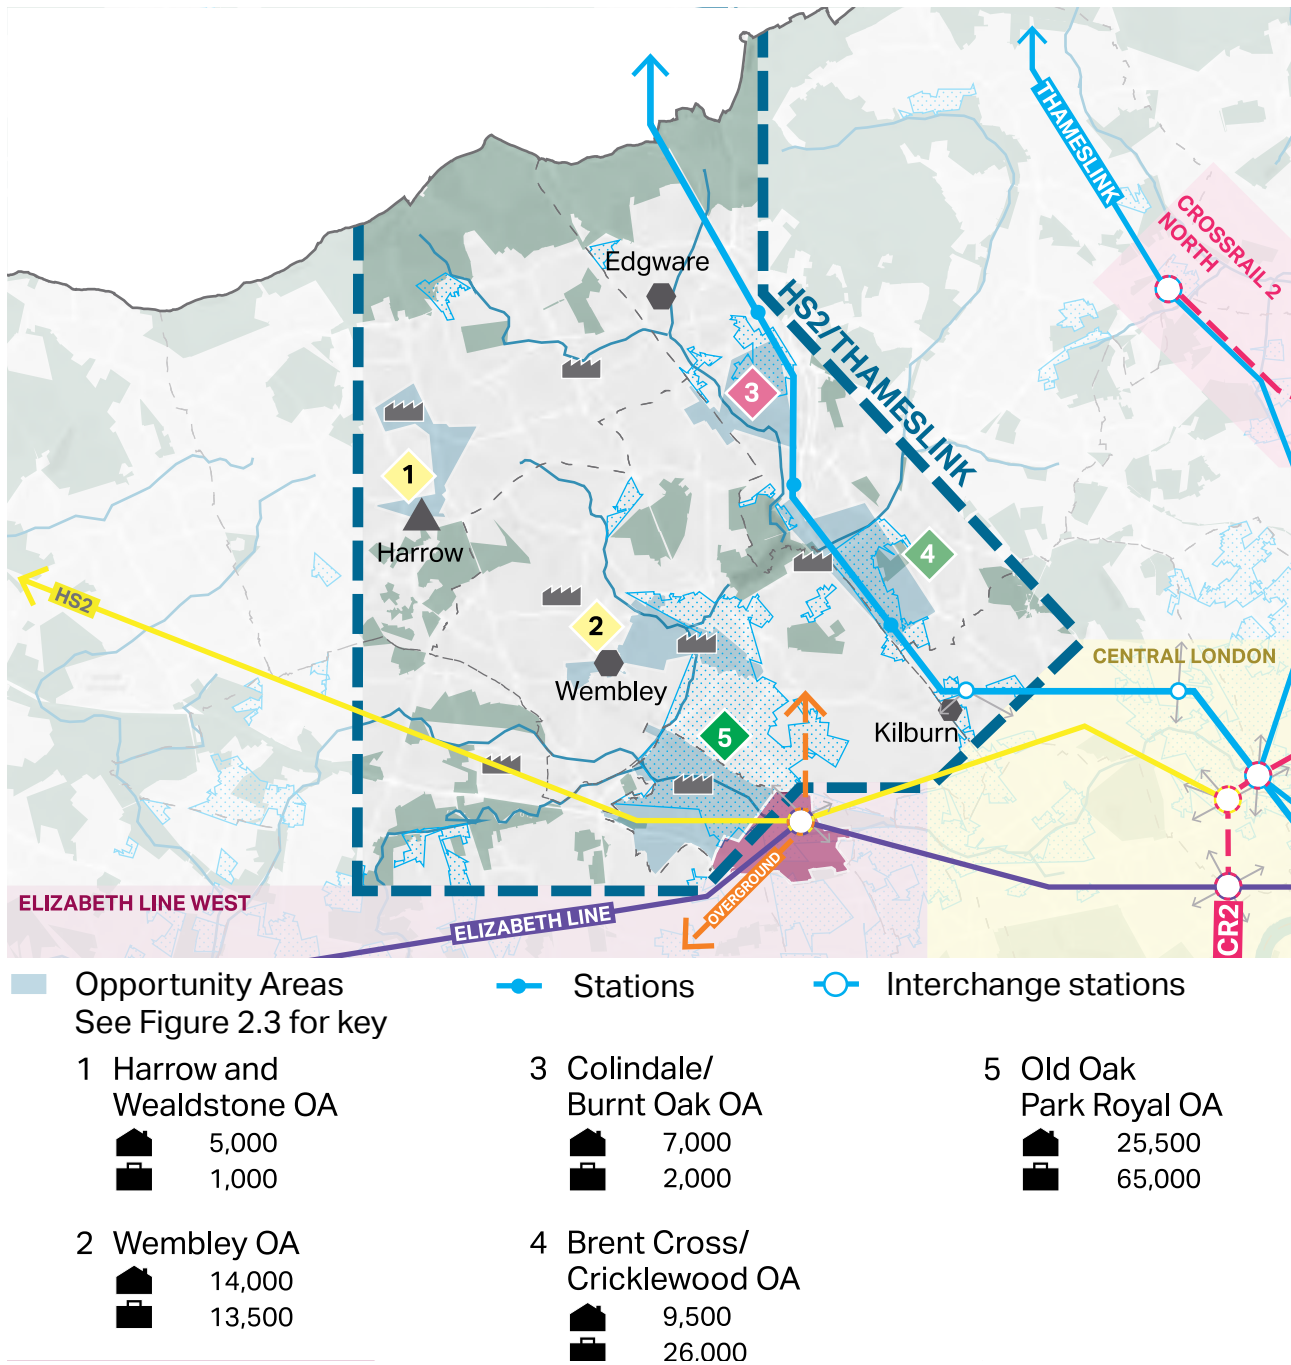 THAMESLINK
CROSSRAIL 2
NORTH
Edgware
HS2/THAMESLINK
3
1
Harrow
4
HS2
2
Wembley
CENTRAL LONDON
Kilburn
5
ELIZABETH LINE WEST
ELIZABETH LINE
OVERGROUND
CR2
Opportunity Areas
See Figure 2.3 for key
Stations
Interchange stations
1 Harrow and
Wealdstone OA
5,000
1,000
2 Wembley OA
14,000
13,500
3 Colindale/
Burnt Oak OA
7,000
2,000
4 Brent Cross/
Cricklewood OA
9,500
26,000
5 Old Oak
Park Royal OA
25,500
65,000